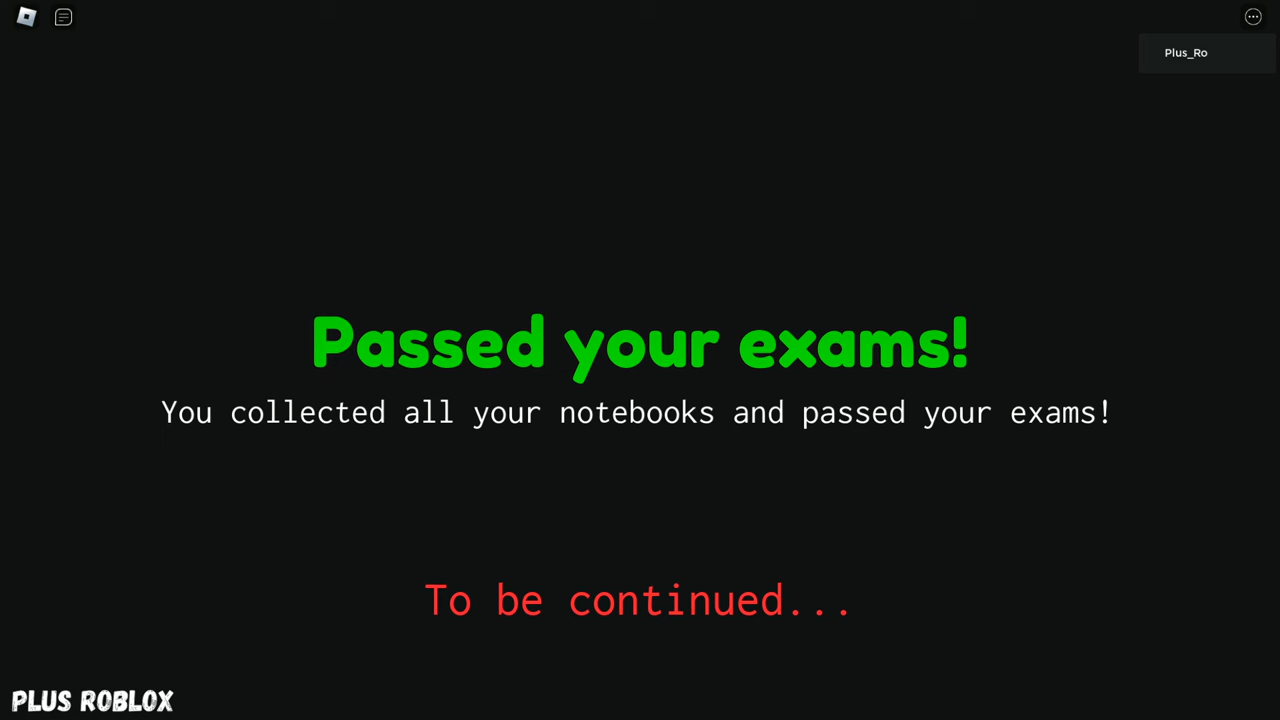 Plus_Ro
Passed your exams!
You collected all your notebooks and passed your exams!
To be continued...
PLUS ROBLOX